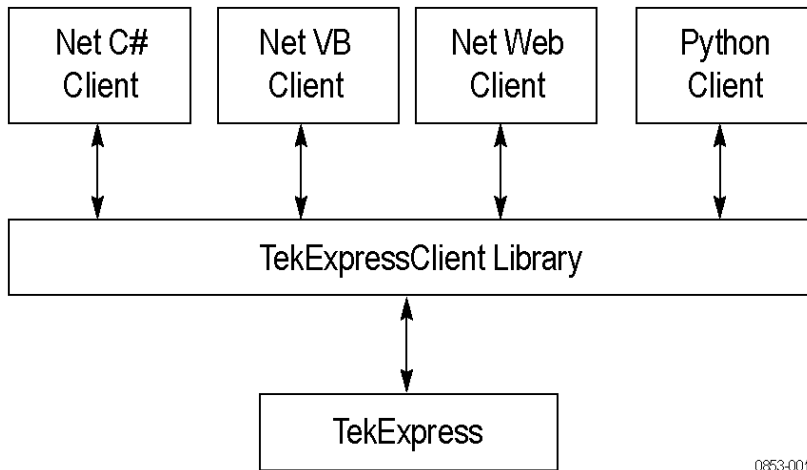 Net C#
Client
Net VB
Client
Net Web
Client
Python
Client
TekExpressClient Library
TekExpress